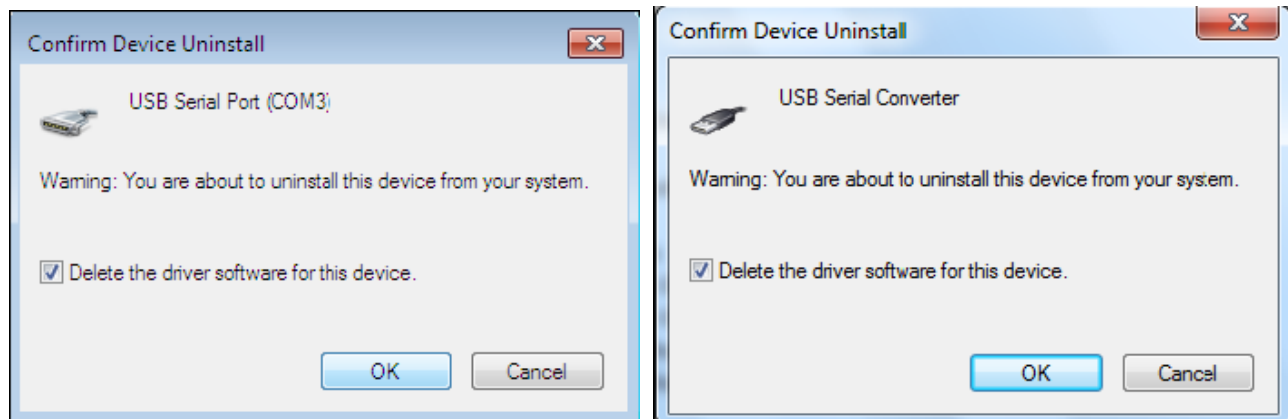 Confirm Device Uninstall
USB Serial Port (COM3)
Warning: You are about to uninstall this device from your system.
Delete the driver software for this device.
OK Cancel
Confirm Device Uninstall
USB Serial Converter
Warning: You are about to uninstall this device from your system.
Delete the driver software for this device.
OK Cancel